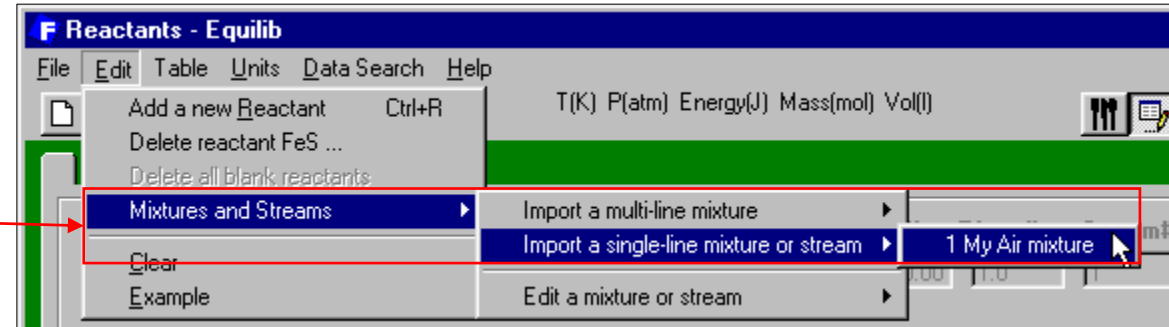 Reactants - Equilib
File Edit Table Units Data Search Help
T(K) P(atm) Energy(J) Mass(mol) Vol(l)
Add a new Reactant Ctrl+R
Delete reactant FeS ...
Delete all blank reactants
Mixtures and Streams
Import a multi-line mixture
Import a single-line mixture or stream
1 My Air mixture
Clear
Example
Edit a mixture or stream